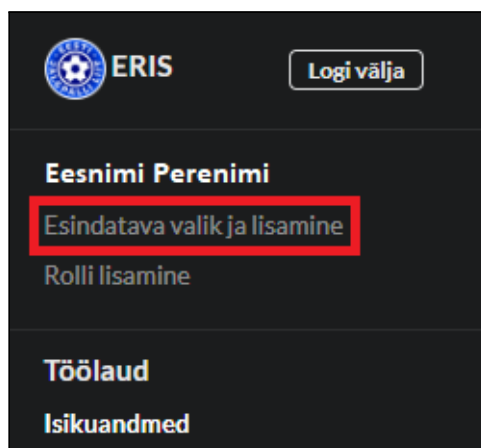 ERIS
Logi välja
Eesnimi Perenimi
Esindatava valik ja lisamine
Rolli lisamine
Töölaud
Isikuandmed